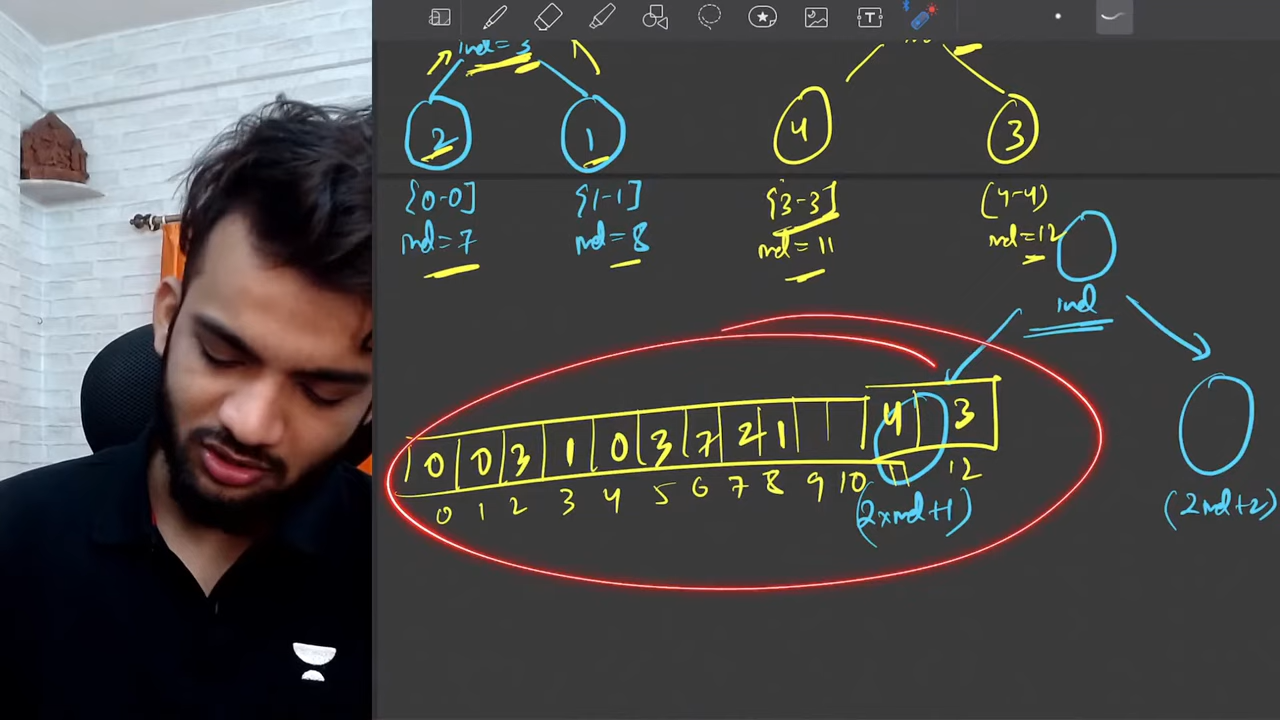 ind = 3
2 1 4 3
{0-0] {1-1] {3-3] (4-4)
ind = 7 ind = 8 ind = 11 ind = 12
ind
0 0 3 1 0 3 7 2 1 4 3
0 1 2 3 4 5 6 7 8 9 10 11 12
(2xind+1) (2ind+2)